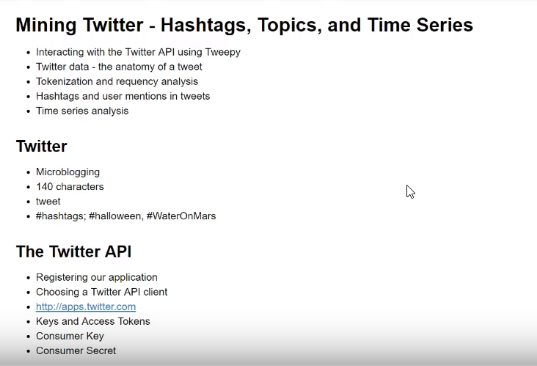 Mining Twitter - Hashtags, Topics, and Time Series
• Interacting with the Twitter API using Tweepy
• Twitter data - the anatomy of a tweet
• Tokenization and requency analysis
• Hashtags and user mentions in tweets
• Time series analysis
Twitter
• Microblogging
• 140 characters
• tweet
• #hashtags; #halloween, #WaterOnMars
The Twitter API
• Registering our application
• Choosing a Twitter API client
• http://apps.twitter.com
• Keys and Access Tokens
• Consumer Key
• Consumer Secret